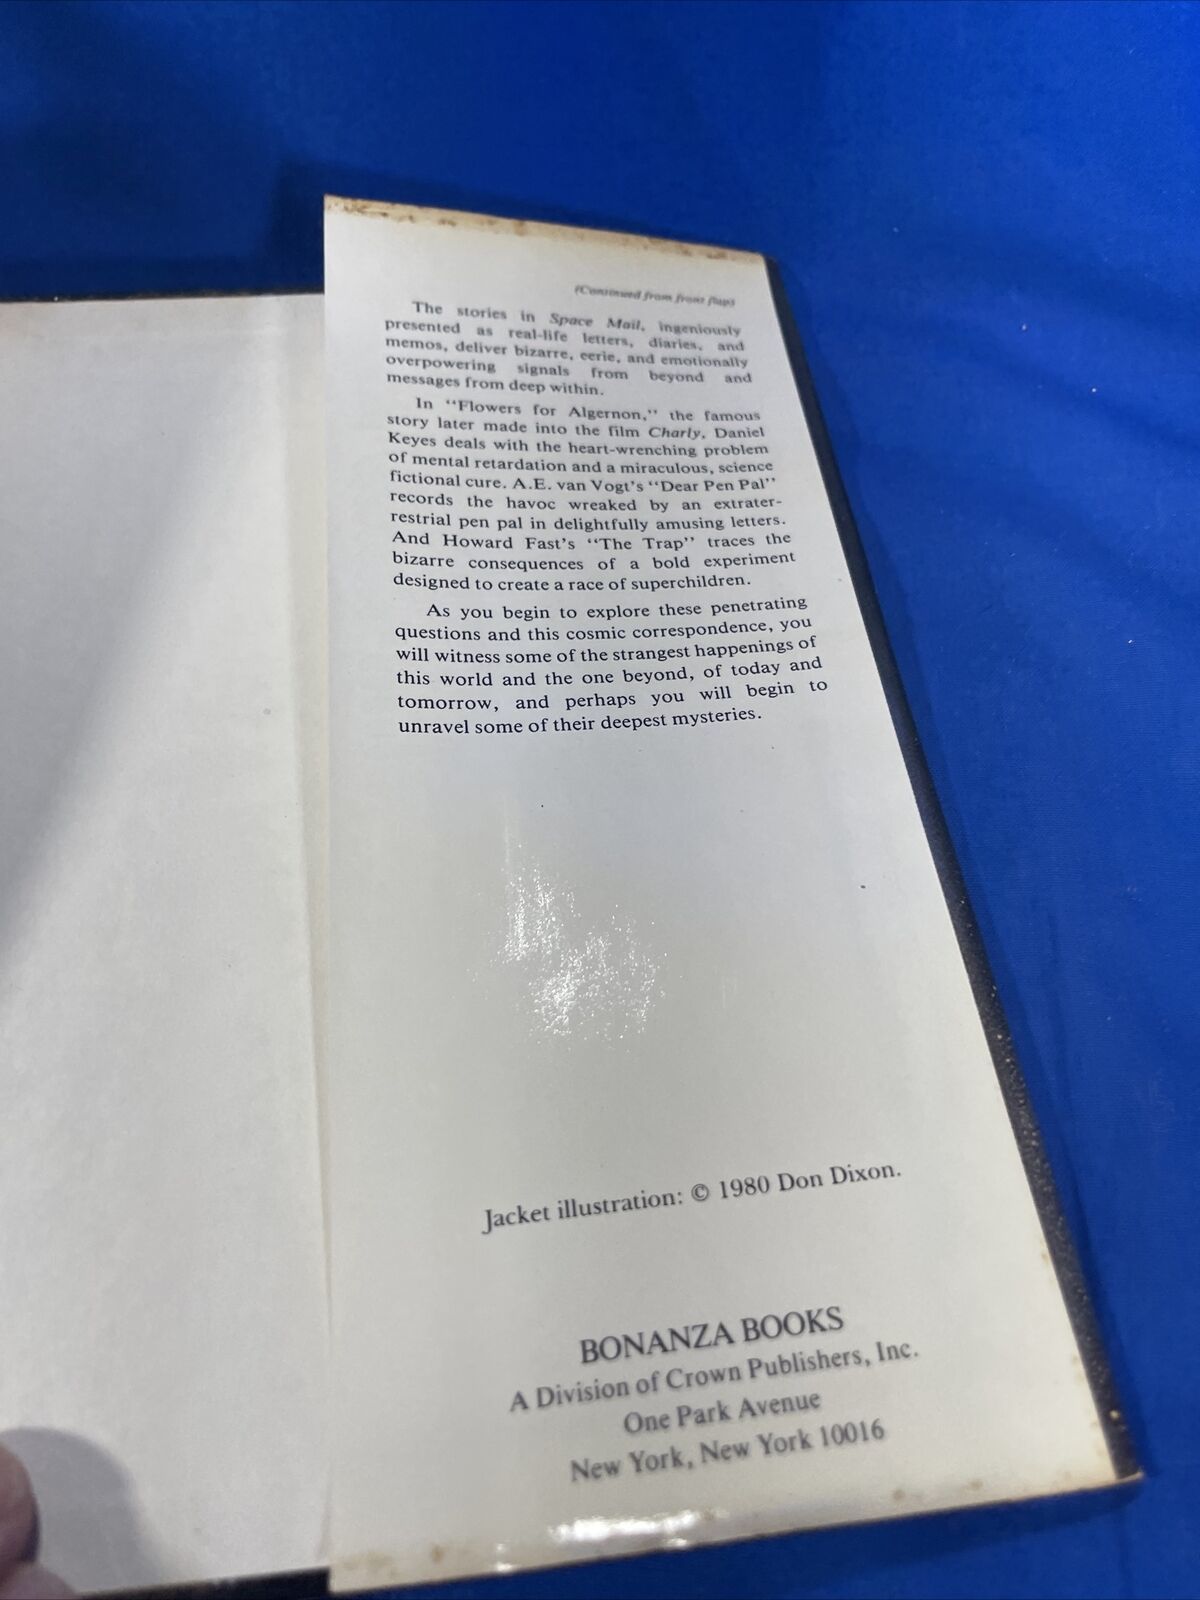 (Continued from front flap)
The stories in Space Mail, ingeniously
presented as real-life letters, diaries, and
memos, deliver bizarre, eerie, and emotionally
overpowering signals from beyond and
messages from deep within.
In “Flowers for Algernon,” the famous
story later made into the film Charly, Daniel
Keyes deals with the heart-wrenching problem
of mental retardation and a miraculous, science
fictional cure. A.E. van Vogt’s “Dear Pen Pal”
records the havoc wreaked by an extrater-
restrial pen pal in delightfully amusing letters.
And Howard Fast’s “The Trap” traces the
bizarre consequences of a bold experiment
designed to create a race of superchildren.
As you begin to explore these penetrating
questions and this cosmic correspondence, you
will witness some of the strangest happenings of
this world and the one beyond, of today and
tomorrow, and perhaps you will begin to
unravel some of their deepest mysteries.
Jacket illustration: © 1980 Don Dixon.
BONANZA BOOKS
A Division of Crown Publishers, Inc.
One Park Avenue
New York, New York 10016